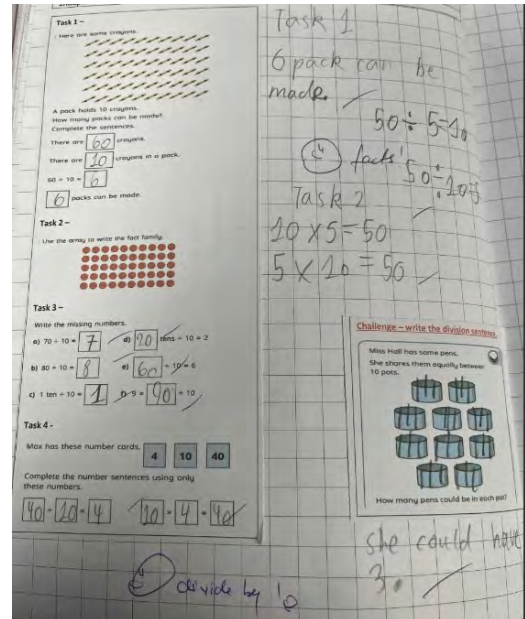 Task 1 –
Here are some crayons.
A pack holds 10 crayons.
How many packs can be made?
Complete the sentences.
There are 60 crayons.
There are 10 crayons in a pack.
60 ÷ 10 = 6
6 packs can be made.
Task 2 –
Use the array to write the fact family.
Task 3 –
Write the missing numbers.
a) 70 ÷ 10 = 7 d) 20 tens ÷ 10 = 2
b) 80 ÷ 10 = 8 e) 60 ÷ 10 = 6
c) 1 ten ÷ 10 = 1 f) 9 = 90 ÷ 10
Task 4 -
Max has these number cards.
4 10 40
Complete the number sentences using only
these numbers.
40 ÷ 10 = 4 10 × 4 = 40
Task 1
6 pack can be
made.
50 ÷ 5 = 10
facts
50 ÷ 10 = 5
Task 2
10 x 5 = 50
5 x 10 = 50
Challenge – write the division sentence.
Miss Hall has some pens.
She shares them equally between
10 pots.
How many pens could be in each pot?
she could have
3.
divide by 10